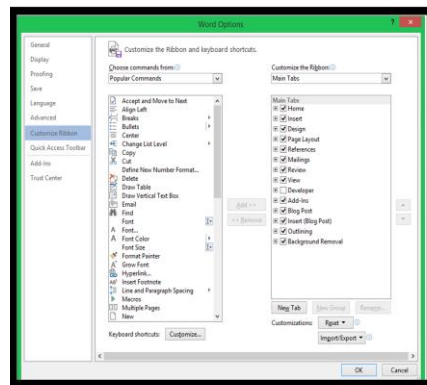 Word Options
General
Display
Proofing
Save
Language
Advanced
Customize Ribbon
Quick Access Toolbar
Add-Ins
Trust Center
Customize the Ribbon and keyboard shortcuts.
Choose commands from:
Popular Commands
Accept and Move to Next
Align Left
Breaks
Bullets
Center
Change List Level
Copy
Cut
Define New Number Format...
Delete
Draw Table
Draw Vertical Text Box
Email
Find
Font
Font...
Font Color
Font Size
Format Painter
Grow Font
Hyperlink...
Insert Footnote
Line and Paragraph Spacing
Macros
Multiple Pages
New
Keyboard shortcuts: Customize...
Add >>
<< Remove
Customize the Ribbon:
Main Tabs
Main Tabs
Home
Insert
Design
Page Layout
References
Mailings
Review
View
Developer
Add-Ins
Blog Post
Insert (Blog Post)
Outlining
Background Removal
New Tab New Group Rename...
Customizations: Reset
Import/Export
OK Cancel